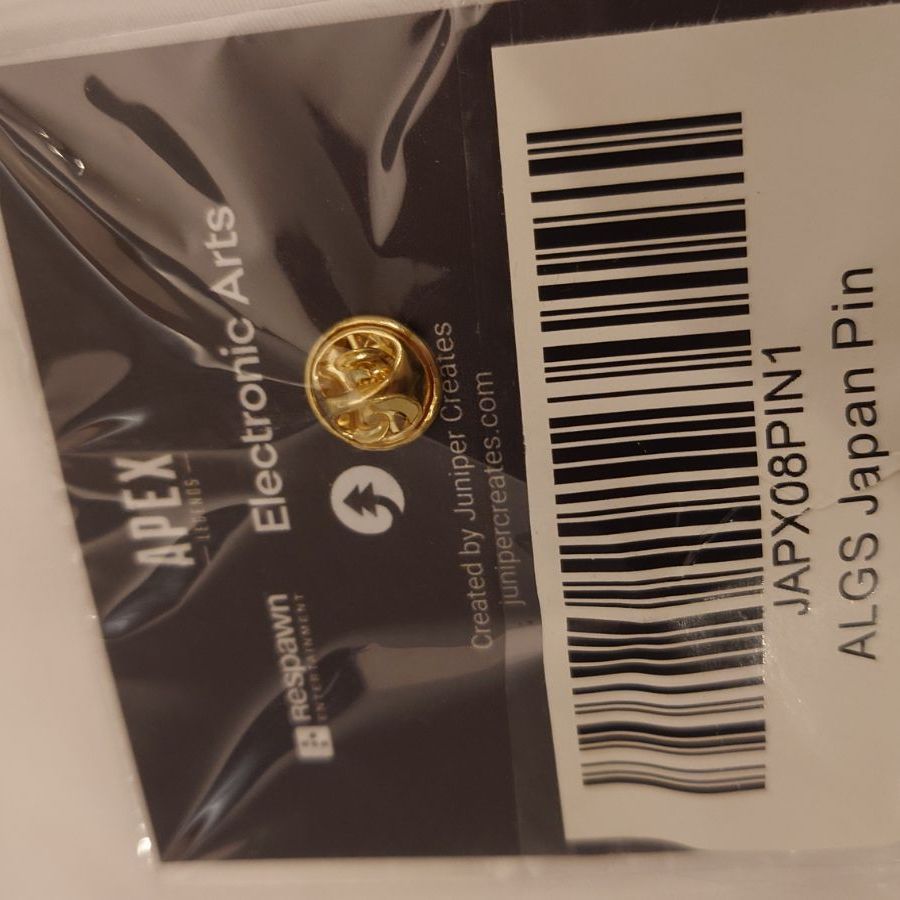 APEX
LEGENDS
Respawn
ENTERTAINMENT
Electronic Arts
Created by Juniper Creates
junipercreates.com
JAPX08PIN1
ALGS Japan Pin